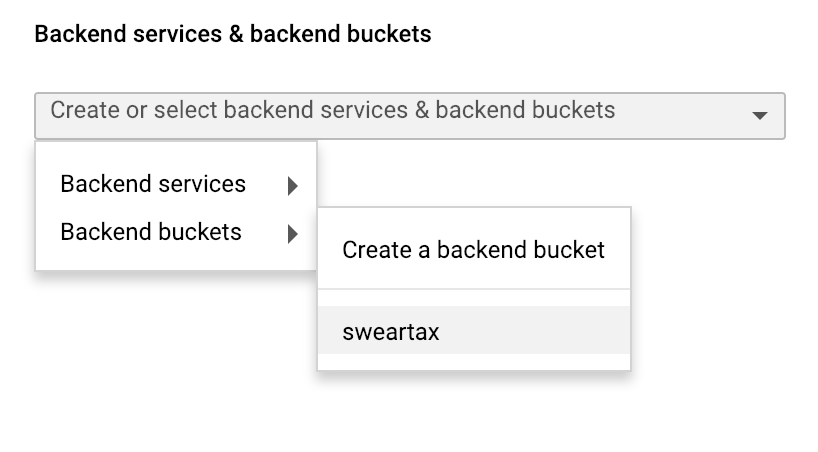 Backend services & backend buckets
Create or select backend services & backend buckets
Backend services
Backend buckets
Create a backend bucket
sweartax